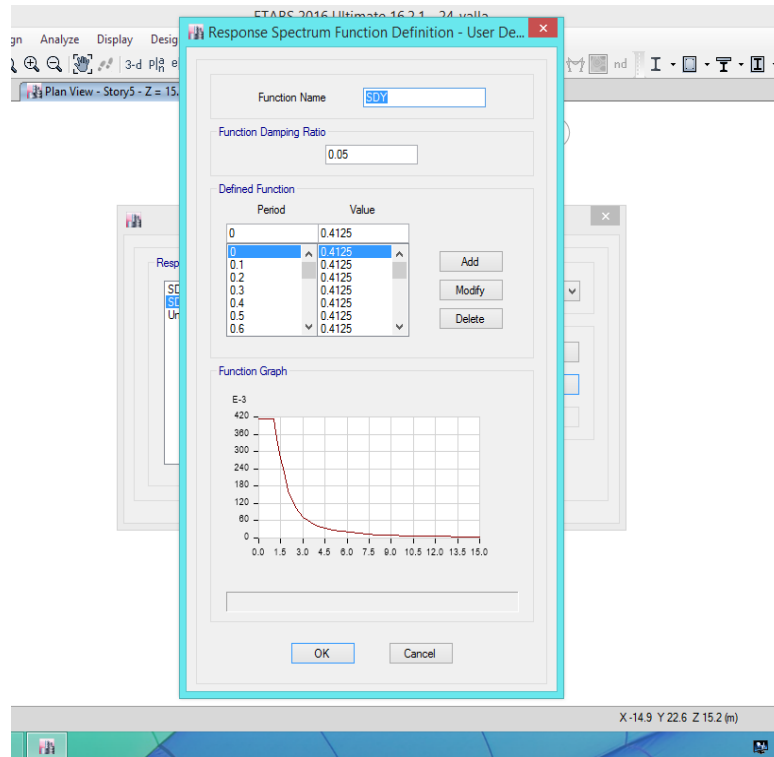 ETABS 2016 Ultimate 16.2.1 - 24-valla
gn Analyze Display Desig
Response Spectrum Function Definition - User De...
3-d
nd
Plan View - Story5 - Z = 15.
Function Name SDY
Function Damping Ratio
0.05
Defined Function
Period Value
0 0.4125
0 0.4125
0.1 0.4125
0.2 0.4125
0.3 0.4125
0.4 0.4125
0.5 0.4125
0.6 0.4125
Add
Modify
Delete
Resp
SD
Un
Function Graph
E-3
420
360
300
240
180
120
60
0
0.0 1.5 3.0 4.5 6.0 7.5 9.0 10.5 12.0 13.5 15.0
OK Cancel
X -14.9 Y 22.6 Z 15.2 (m)